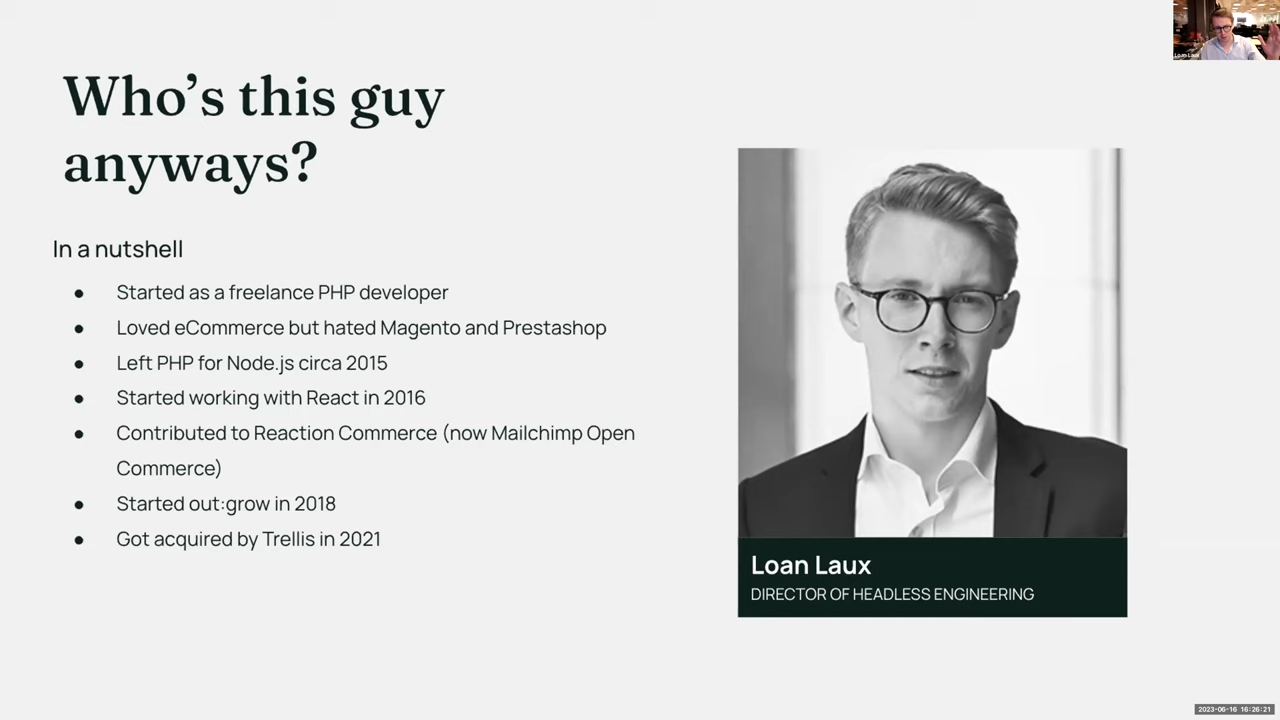 Who’s this guy
anyways?
In a nutshell
● Started as a freelance PHP developer
● Loved eCommerce but hated Magento and Prestashop
● Left PHP for Node.js circa 2015
● Started working with React in 2016
● Contributed to Reaction Commerce (now Mailchimp Open
Commerce)
● Started out:grow in 2018
● Got acquired by Trellis in 2021
Loan Laux
DIRECTOR OF HEADLESS ENGINEERING
Loan Laux
2023-06-16 16:26:21